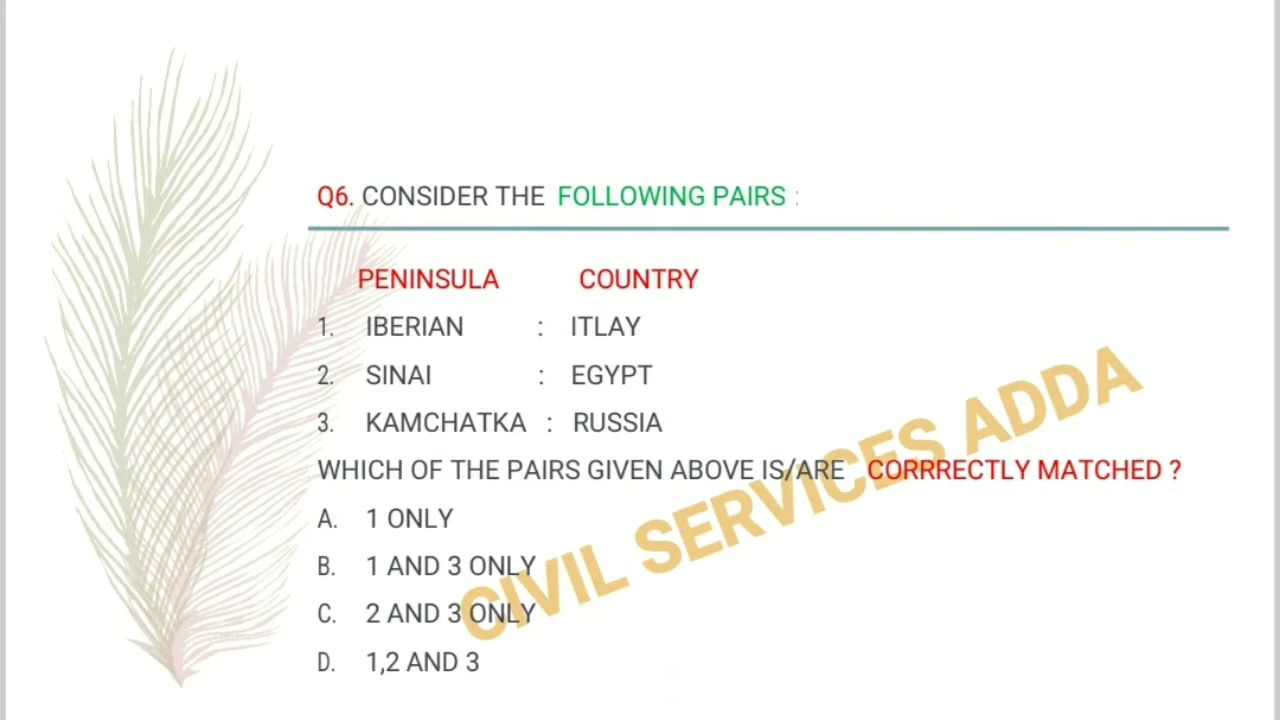 Q6. CONSIDER THE FOLLOWING PAIRS :
PENINSULA COUNTRY
1. IBERIAN : ITLAY
2. SINAI : EGYPT
3. KAMCHATKA : RUSSIA
WHICH OF THE PAIRS GIVEN ABOVE IS/ARE CORRRECTLY MATCHED ?
A. 1 ONLY
B. 1 AND 3 ONLY
C. 2 AND 3 ONLY
D. 1,2 AND 3
CIVIL SERVICES ADDA